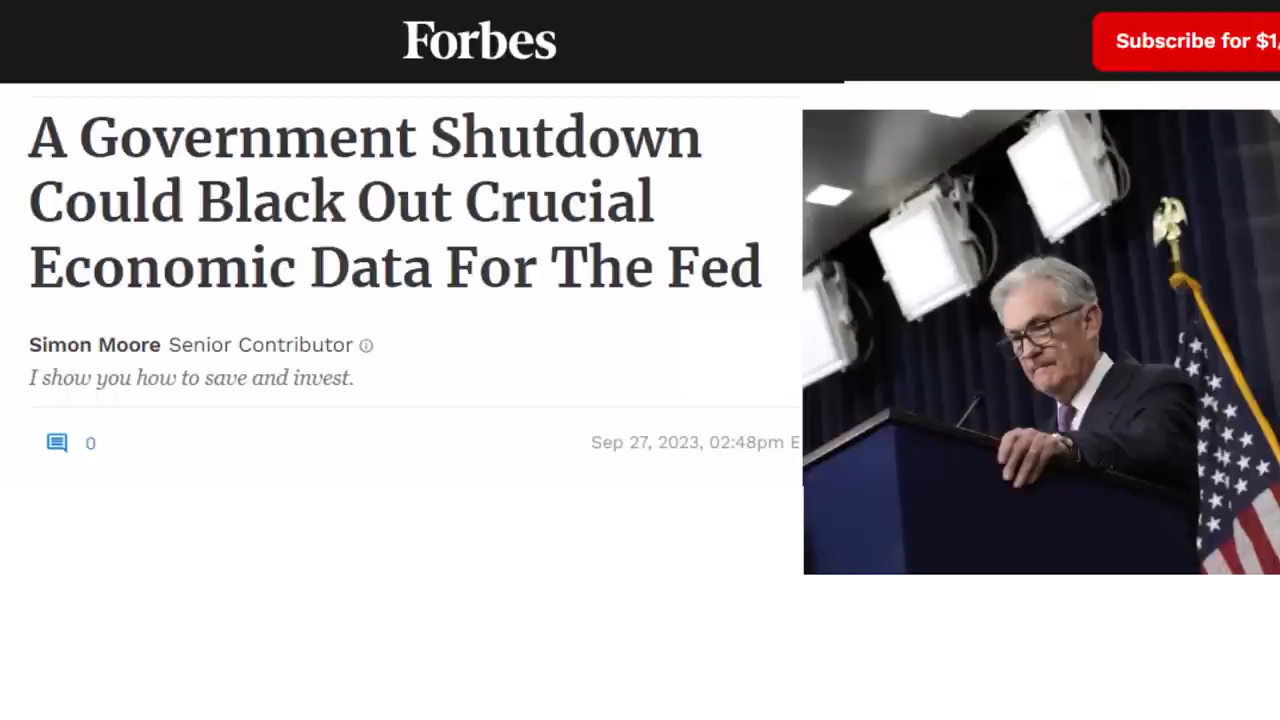 Forbes
Subscribe for $1
A Government Shutdown
Could Black Out Crucial
Economic Data For The Fed
Simon Moore Senior Contributor
I show you how to save and invest.
0
Sep 27, 2023, 02:48pm E